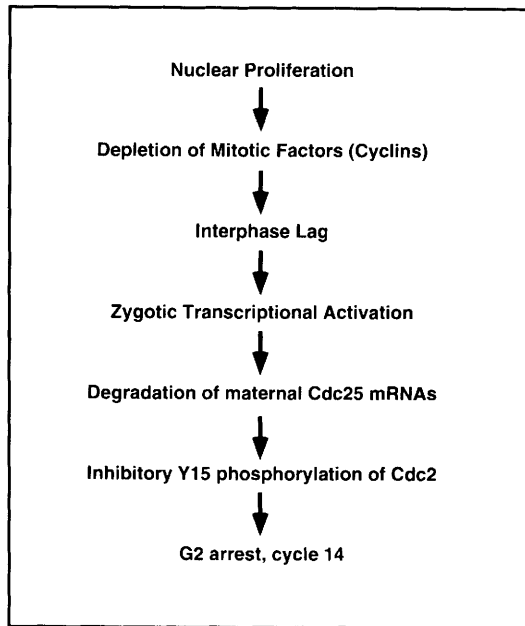 Nuclear Proliferation
Depletion of Mitotic Factors (Cyclins)
Interphase Lag
Zygotic Transcriptional Activation
Degradation of maternal Cdc25 mRNAs
Inhibitory Y15 phosphorylation of Cdc2
G2 arrest, cycle 14